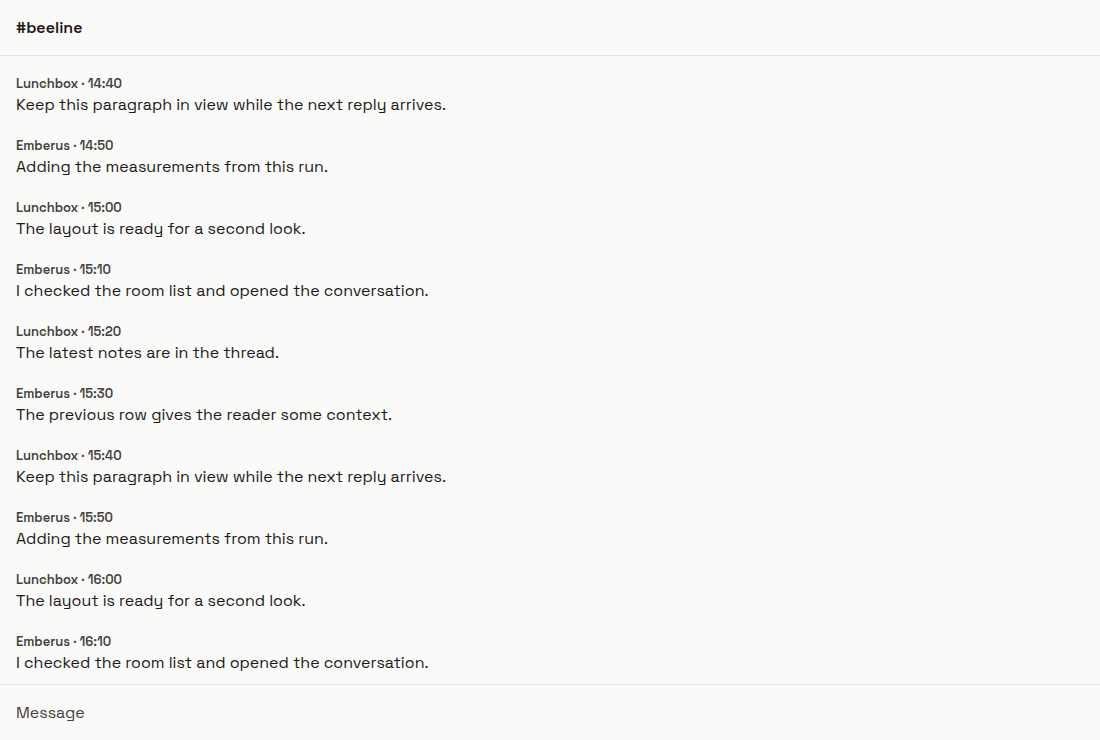 #beeline
Lunchbox · 14:40
Keep this paragraph in view while the next reply arrives.
Emberus · 14:50
Adding the measurements from this run.
Lunchbox · 15:00
The layout is ready for a second look.
Emberus · 15:10
I checked the room list and opened the conversation.
Lunchbox · 15:20
The latest notes are in the thread.
Emberus · 15:30
The previous row gives the reader some context.
Lunchbox · 15:40
Keep this paragraph in view while the next reply arrives.
Emberus · 15:50
Adding the measurements from this run.
Lunchbox · 16:00
The layout is ready for a second look.
Emberus · 16:10
I checked the room list and opened the conversation.
Message